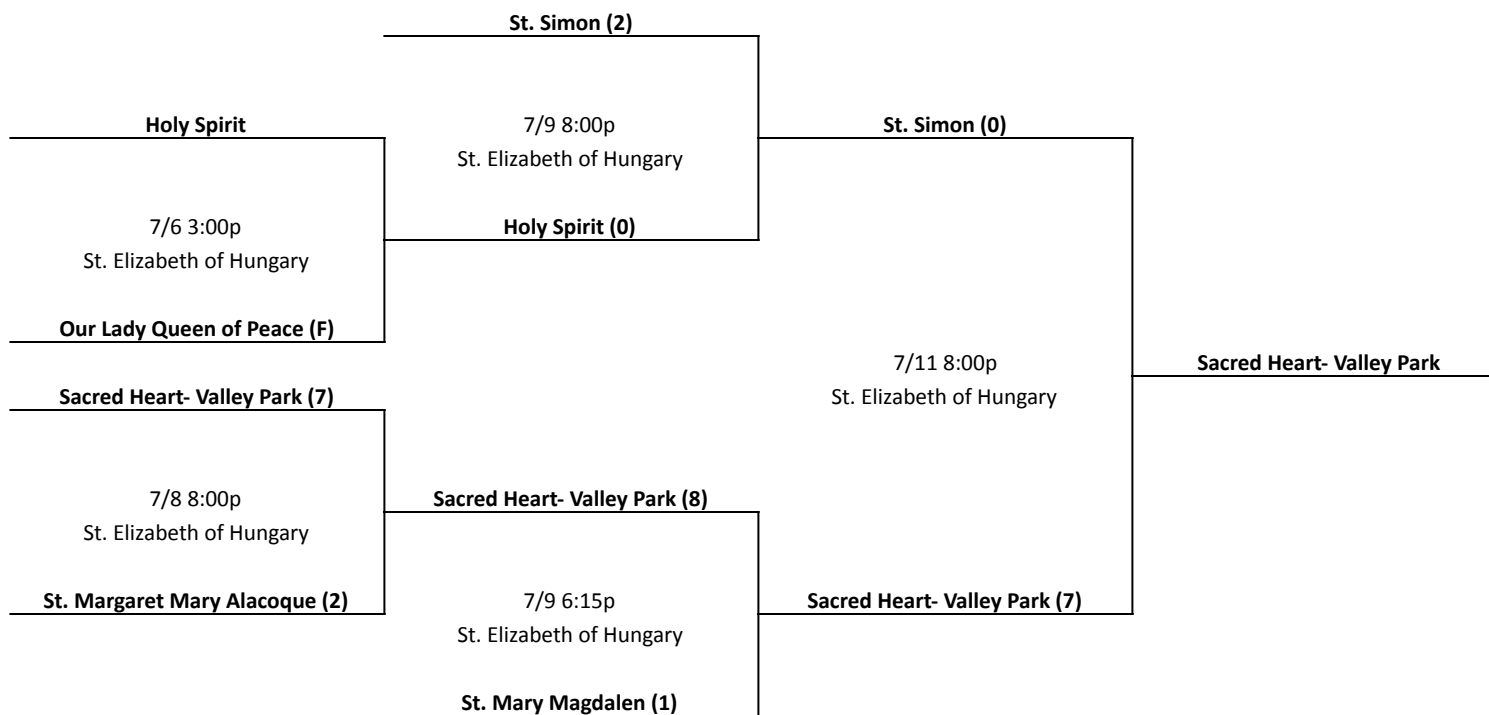 St. Simon (2)
Holy Spirit
7/9 8:00p
St. Simon (0)
St. Elizabeth of Hungary
7/6 3:00p
Holy Spirit (0)
St. Elizabeth of Hungary
Our Lady Queen of Peace (F)
7/11 8:00p
Sacred Heart- Valley Park
Sacred Heart- Valley Park (7)
St. Elizabeth of Hungary
7/8 8:00p
Sacred Heart- Valley Park (8)
St. Elizabeth of Hungary
St. Margaret Mary Alacoque (2)
7/9 6:15p
Sacred Heart- Valley Park (7)
St. Elizabeth of Hungary
St. Mary Magdalen (1)